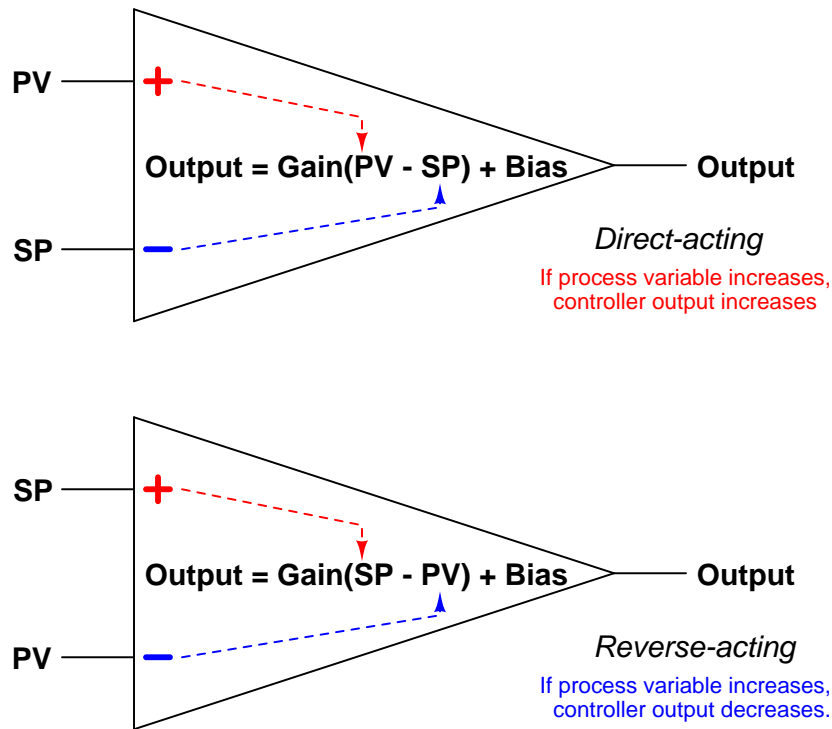 PV
+
Output = Gain(PV - SP) + Bias
Output
SP
−
Direct-acting
If process variable increases,
controller output increases
SP
+
Output = Gain(SP - PV) + Bias
Output
PV
−
Reverse-acting
If process variable increases,
controller output decreases.